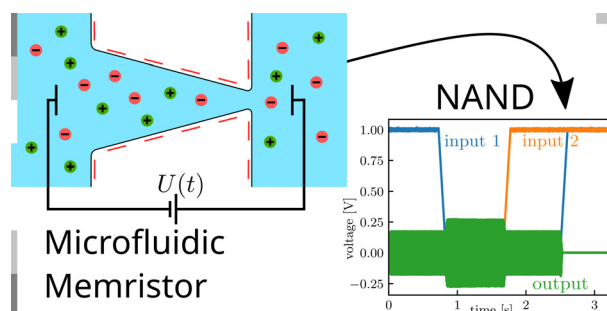 U(t)
Microfluidic
Memristor
NAND
1.00
0.75
0.50
0.25
0.00
−0.25
voltage [V]
input 1
input 2
output
0
1
2
3
time [s]